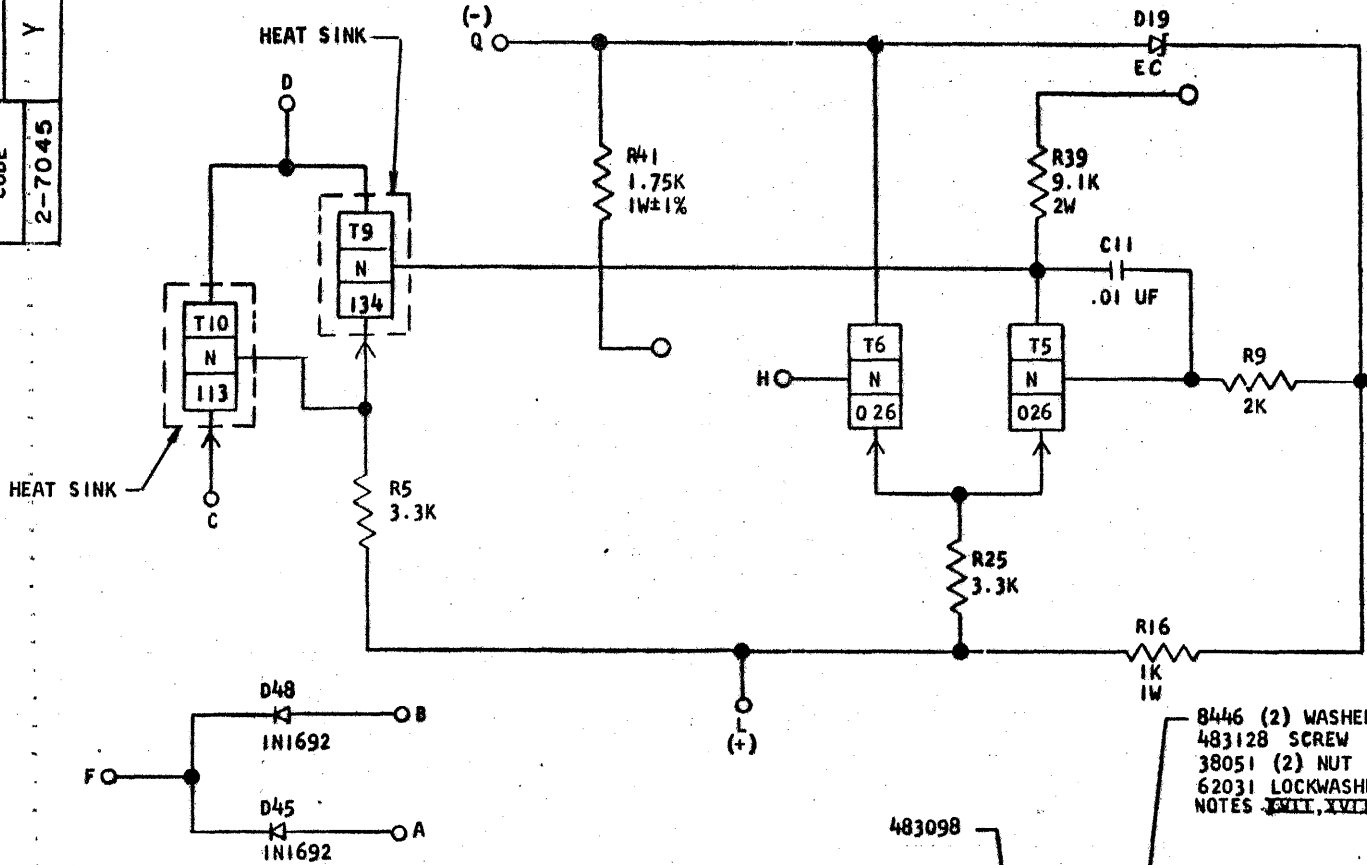 Y
CODE
2-7045
HEAT SINK
(-)
Q
D19
EC
D
R41
1.75K
1W±1%
R39
9.1K
2W
T9
N
134
C11
.01 UF
T10
N
113
T6
N
026
T5
N
026
H
R9
2K
HEAT SINK
C
R5
3.3K
R25
3.3K
R16
1K
1W
L
(+)
D48
1N1692
B
F
D45
1N1692
A
8446 (2) WASHE
483128 SCREW
38051 (2) NUT
62031 LOCKWASH
NOTES
483098